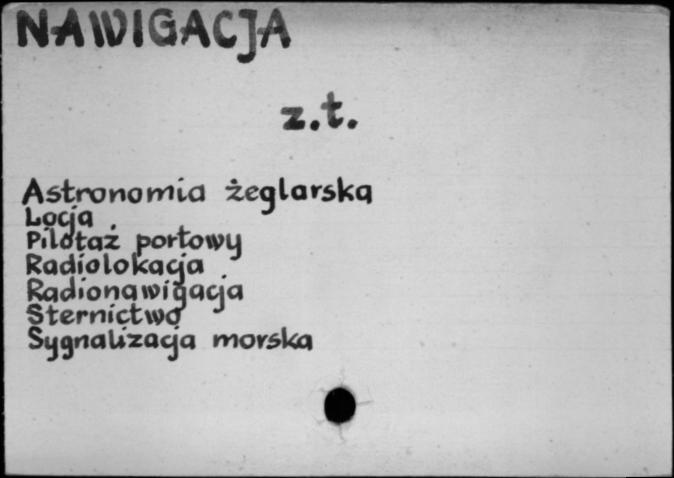 NAWIGACJA
z.t.
Astronomia żeglarska
Locja
Pilotaż portowy
Radiolokacja
Radionawigacja
Sternictwo
Sygnalizacja morska